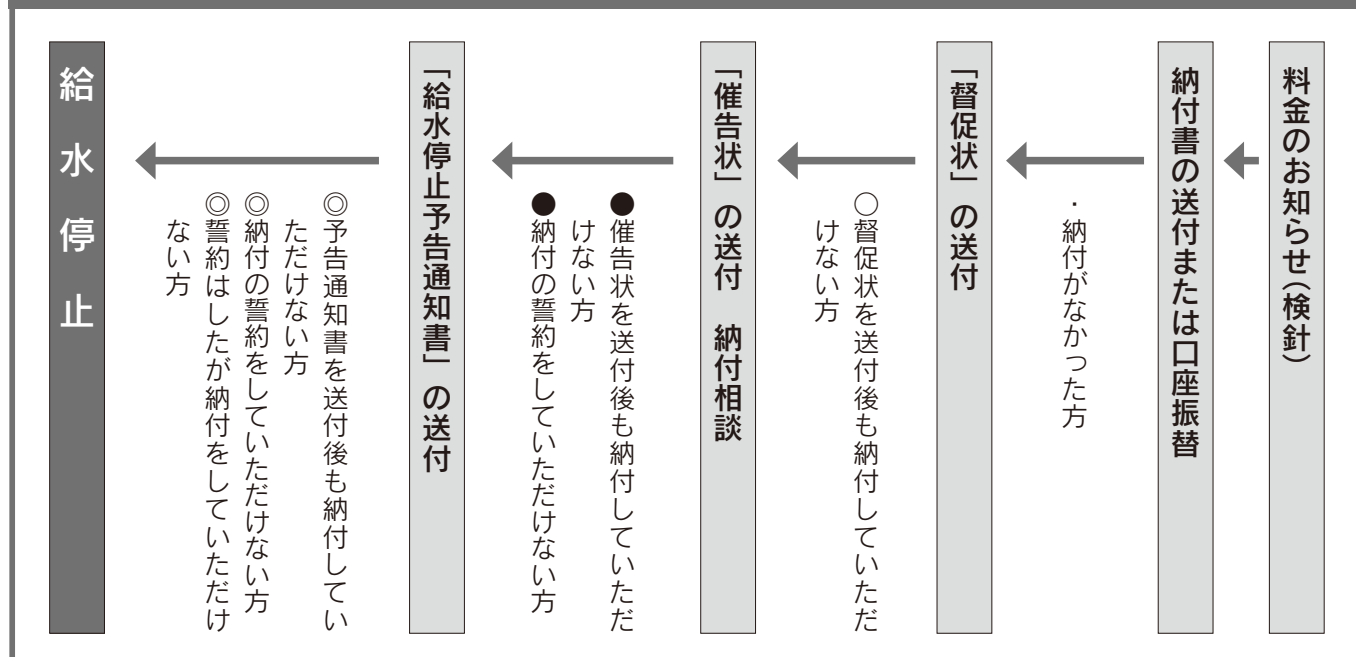 料金のお知らせ（検針）
納付書の送付または口座振替
・納付がなかった方
「督促状」の送付
○督促状を送付後も納付していただ
けない方
「催告状」の送付　納付相談
●催告状を送付後も納付していただ
けない方
●納付の誓約をしていただけない方
「給水停止予告通知書」の送付
◎予告通知書を送付後も納付してい
ただけない方
◎納付の誓約をしていただけない方
◎誓約はしたが納付をしていただけ
ない方
給水停止